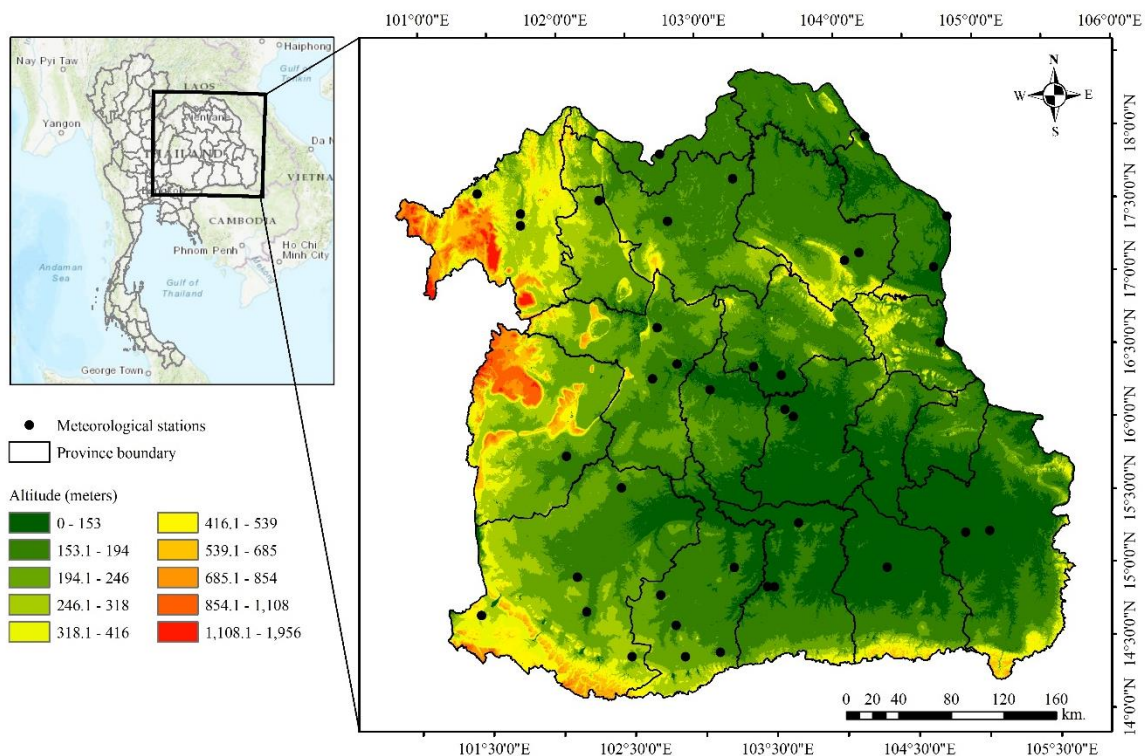 101°0'0"E 102°0'0"E 103°0'0"E 104°0'0"E 105°0'0"E 106°0'0"E
Haiphong
Nay Pyi Taw
Gulf of
Tonkin
LAOS
Vientiane
Yangon
Da N
THAILAND
VIETN
Bangkok
CAMBODIA
Phnom Penh
Ho Chi
Minh City
Andaman
Sea
Gulf of
Thailand
Mekong
George Town
N
W E
S
18°0'0"N
17°30'0"N
17°0'0"N
16°30'0"N
16°0'0"N
15°30'0"N
15°0'0"N
14°30'0"N
14°0'0"N
Meteorological stations
Province boundary
Altitude (meters)
0 - 153
153.1 - 194
194.1 - 246
246.1 - 318
318.1 - 416
416.1 - 539
539.1 - 685
685.1 - 854
854.1 - 1,108
1,108.1 - 1,956
0 20 40 80 120 160
km.
101°30'0"E 102°30'0"E 103°30'0"E 104°30'0"E 105°30'0"E